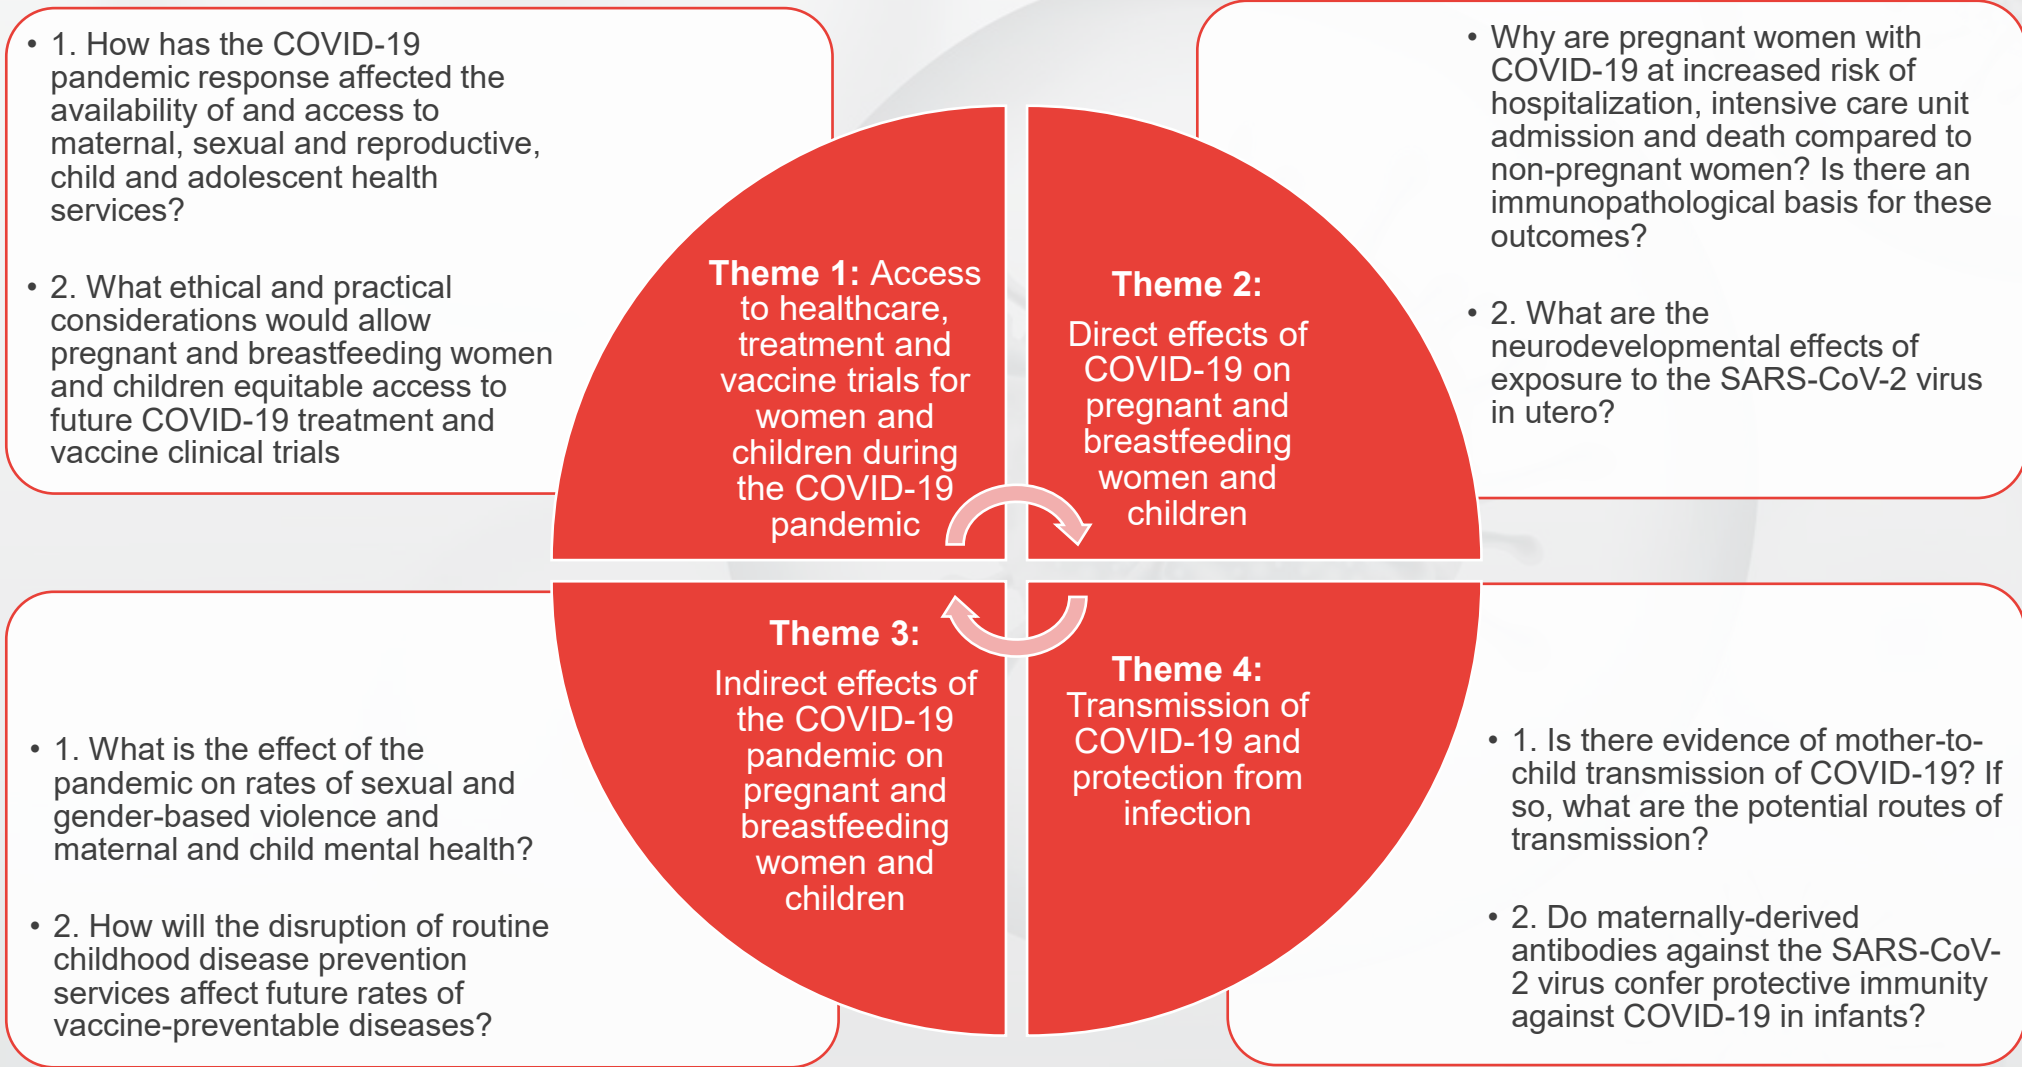 • 1. How has the COVID-19
pandemic response affected the
availability of and access to
maternal, sexual and reproductive,
child and adolescent health
services?
• 2. What ethical and practical
considerations would allow
pregnant and breastfeeding women
and children equitable access to
future COVID-19 treatment and
vaccine clinical trials
Theme 1: Access
to healthcare,
treatment and
vaccine trials for
women and
children during
the COVID-19
pandemic
Theme 2:
Direct effects of
COVID-19 on
pregnant and
breastfeeding
women and
children
• Why are pregnant women with
COVID-19 at increased risk of
hospitalization, intensive care unit
admission and death compared to
non-pregnant women? Is there an
immunopathological basis for these
outcomes?
• 2. What are the
neurodevelopmental effects of
exposure to the SARS-CoV-2 virus
in utero?
• 1. What is the effect of the
pandemic on rates of sexual and
gender-based violence and
maternal and child mental health?
• 2. How will the disruption of routine
childhood disease prevention
services affect future rates of
vaccine-preventable diseases?
Theme 3:
Indirect effects of
the COVID-19
pandemic on
pregnant and
breastfeeding
women and
children
Theme 4:
Transmission of
COVID-19 and
protection from
infection
• 1. Is there evidence of mother-to-
child transmission of COVID-19? If
so, what are the potential routes of
transmission?
• 2. Do maternally-derived
antibodies against the SARS-CoV-
2 virus confer protective immunity
against COVID-19 in infants?